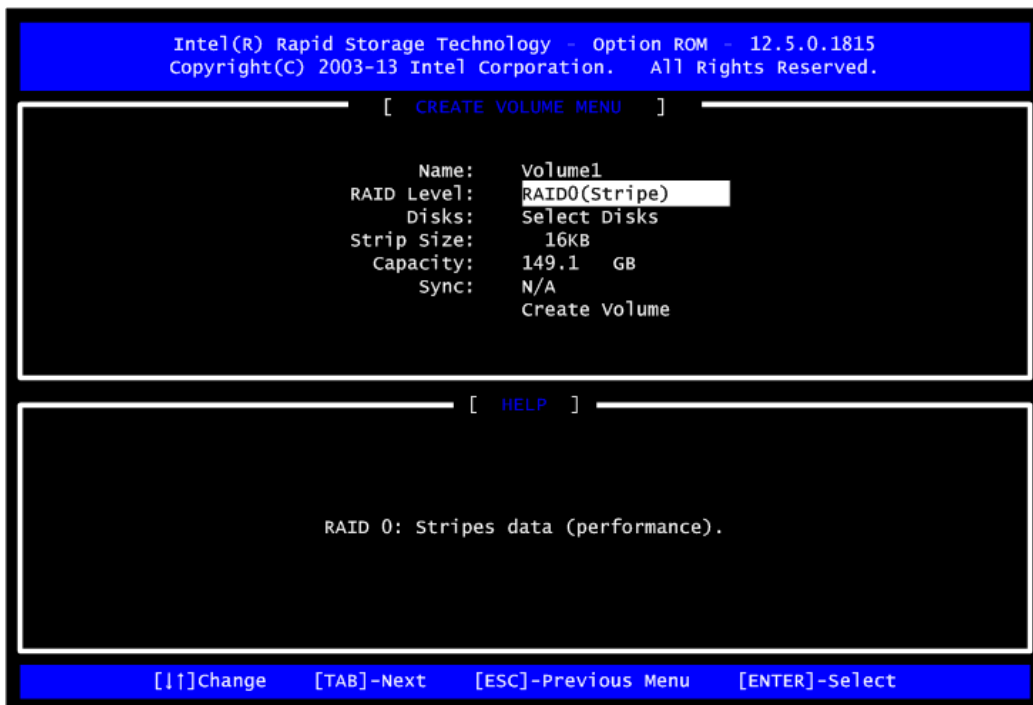 Intel(R) Rapid Storage Technology - Option ROM - 12.5.0.1815
Copyright(C) 2003-13 Intel Corporation. All Rights Reserved.
[ CREATE VOLUME MENU ]
Name: Volume1
RAID Level: RAID0(Stripe)
Disks: Select Disks
Strip Size: 16KB
Capacity: 149.1 GB
Sync: N/A
Create Volume
[ HELP ]
RAID 0: Stripes data (performance).
[↓↑]Change [TAB]-Next [ESC]-Previous Menu [ENTER]-Select